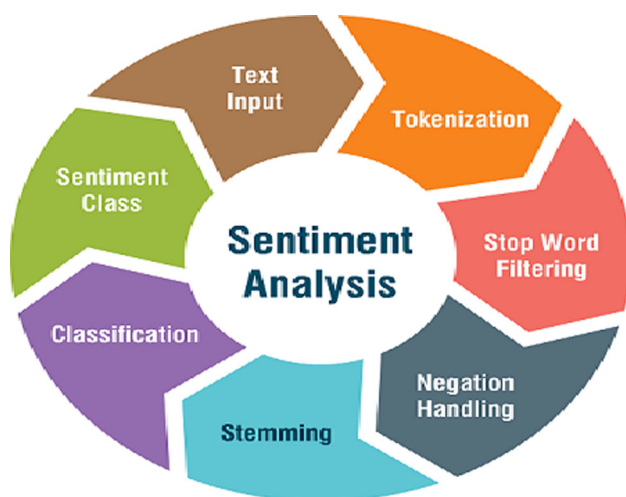 Text
Input
Tokenization
Stop Word
Filtering
Negation
Handling
Stemming
Classification
Sentiment
Class
Sentiment
Analysis